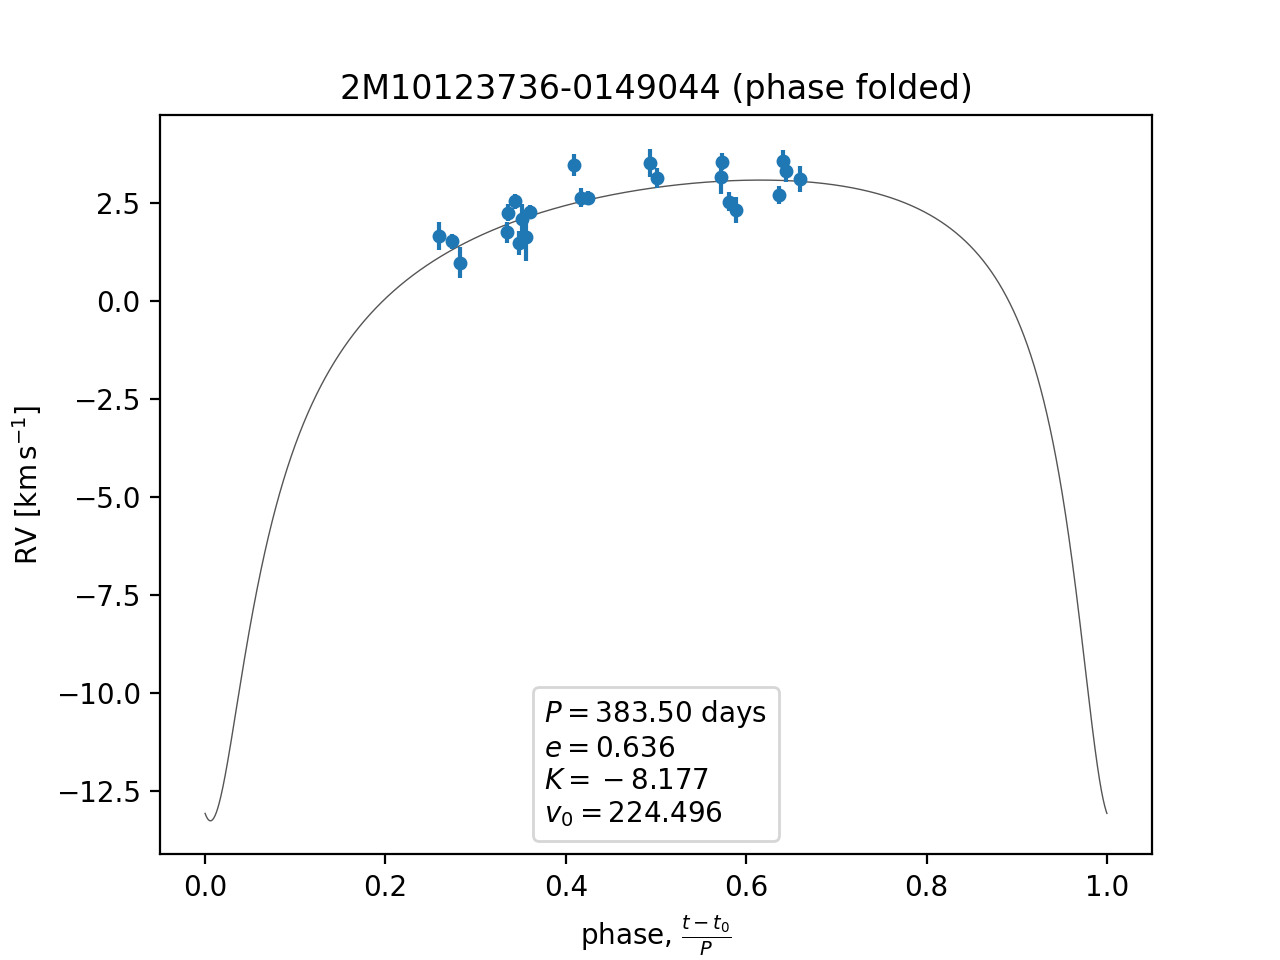 2M10123736-0149044 (phase folded)
RV [km s⁻¹]
2.5
0.0
−2.5
−5.0
−7.5
−10.0
−12.5
P = 383.50 days
e = 0.636
K = −8.177
v₀ = 224.496
0.0 0.2 0.4 0.6 0.8 1.0
phase, (t − t₀)/P